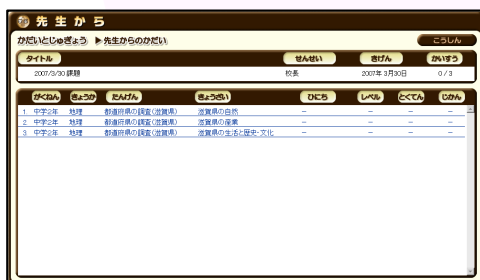 先生から
かだいとじゅぎょう ▶先生からのかだい こうしん
タイトル せんせい きげん かいすう
2007/3/30 課題 校長 2007年 3月30日 0 / 3
がくねん きょうか たんげん きょうざい ひにち レベル とくてん じかん
1 中学2年 地理 都道府県の調査(滋賀県) 滋賀県の自然 - - - -
2 中学2年 地理 都道府県の調査(滋賀県) 滋賀県の産業 - - - -
3 中学2年 地理 都道府県の調査(滋賀県) 滋賀県の生活と歴史・文化 - - - -